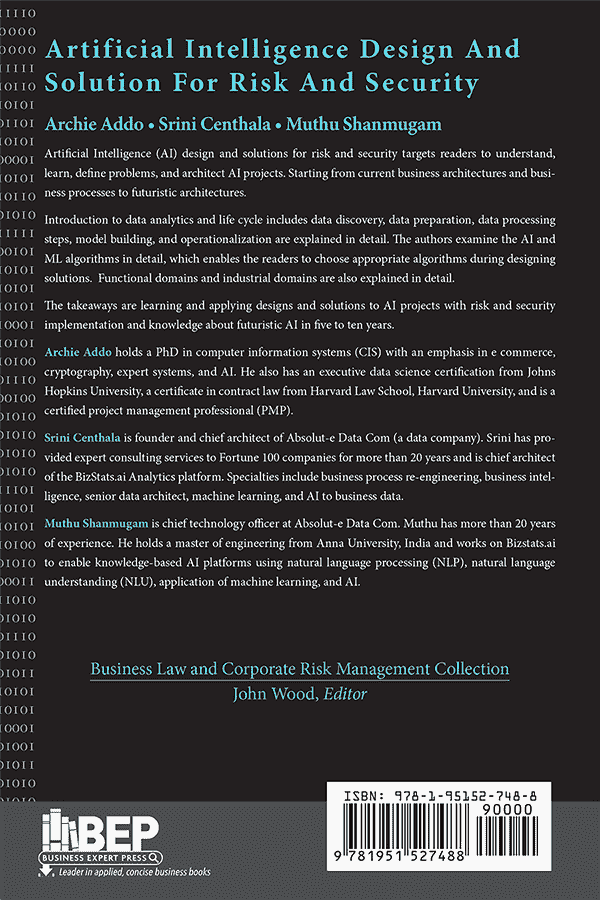 Artificial Intelligence Design And
Solution For Risk And Security
Archie Addo • Srini Centhala • Muthu Shanmugam
Artificial Intelligence (AI) design and solutions for risk and security targets readers to understand,
learn, define problems, and architect AI projects. Starting from current business architectures and busi-
ness processes to futuristic architectures.
Introduction to data analytics and life cycle includes data discovery, data preparation, data processing
steps, model building, and operationalization are explained in detail. The authors examine the AI and
ML algorithms in detail, which enables the readers to choose appropriate algorithms during designing
solutions. Functional domains and industrial domains are also explained in detail.
The takeaways are learning and applying designs and solutions to AI projects with risk and security
implementation and knowledge about futuristic AI in five to ten years.
Archie Addo holds a PhD in computer information systems (CIS) with an emphasis in e commerce,
cryptography, expert systems, and AI. He also has an executive data science certification from Johns
Hopkins University, a certificate in contract law from Harvard Law School, Harvard University, and is a
certified project management professional (PMP).
Srini Centhala is founder and chief architect of Absolut-e Data Com (a data company). Srini has pro-
vided expert consulting services to Fortune 100 companies for more than 20 years and is chief architect
of the BizStats.ai Analytics platform. Specialties include business process re-engineering, business intel-
ligence, senior data architect, machine learning, and AI to business data.
Muthu Shanmugam is chief technology officer at Absolut-e Data Com. Muthu has more than 20 years
of experience. He holds a master of engineering from Anna University, India and works on Bizstats.ai
to enable knowledge-based AI platforms using natural language processing (NLP), natural language
understanding (NLU), application of machine learning, and AI.
Business Law and Corporate Risk Management Collection
John Wood, Editor
ISBN: 978-1-95152-748-8
90000
9 781951 527488
BEP
BUSINESS EXPERT PRESS
Leader in applied, concise business books